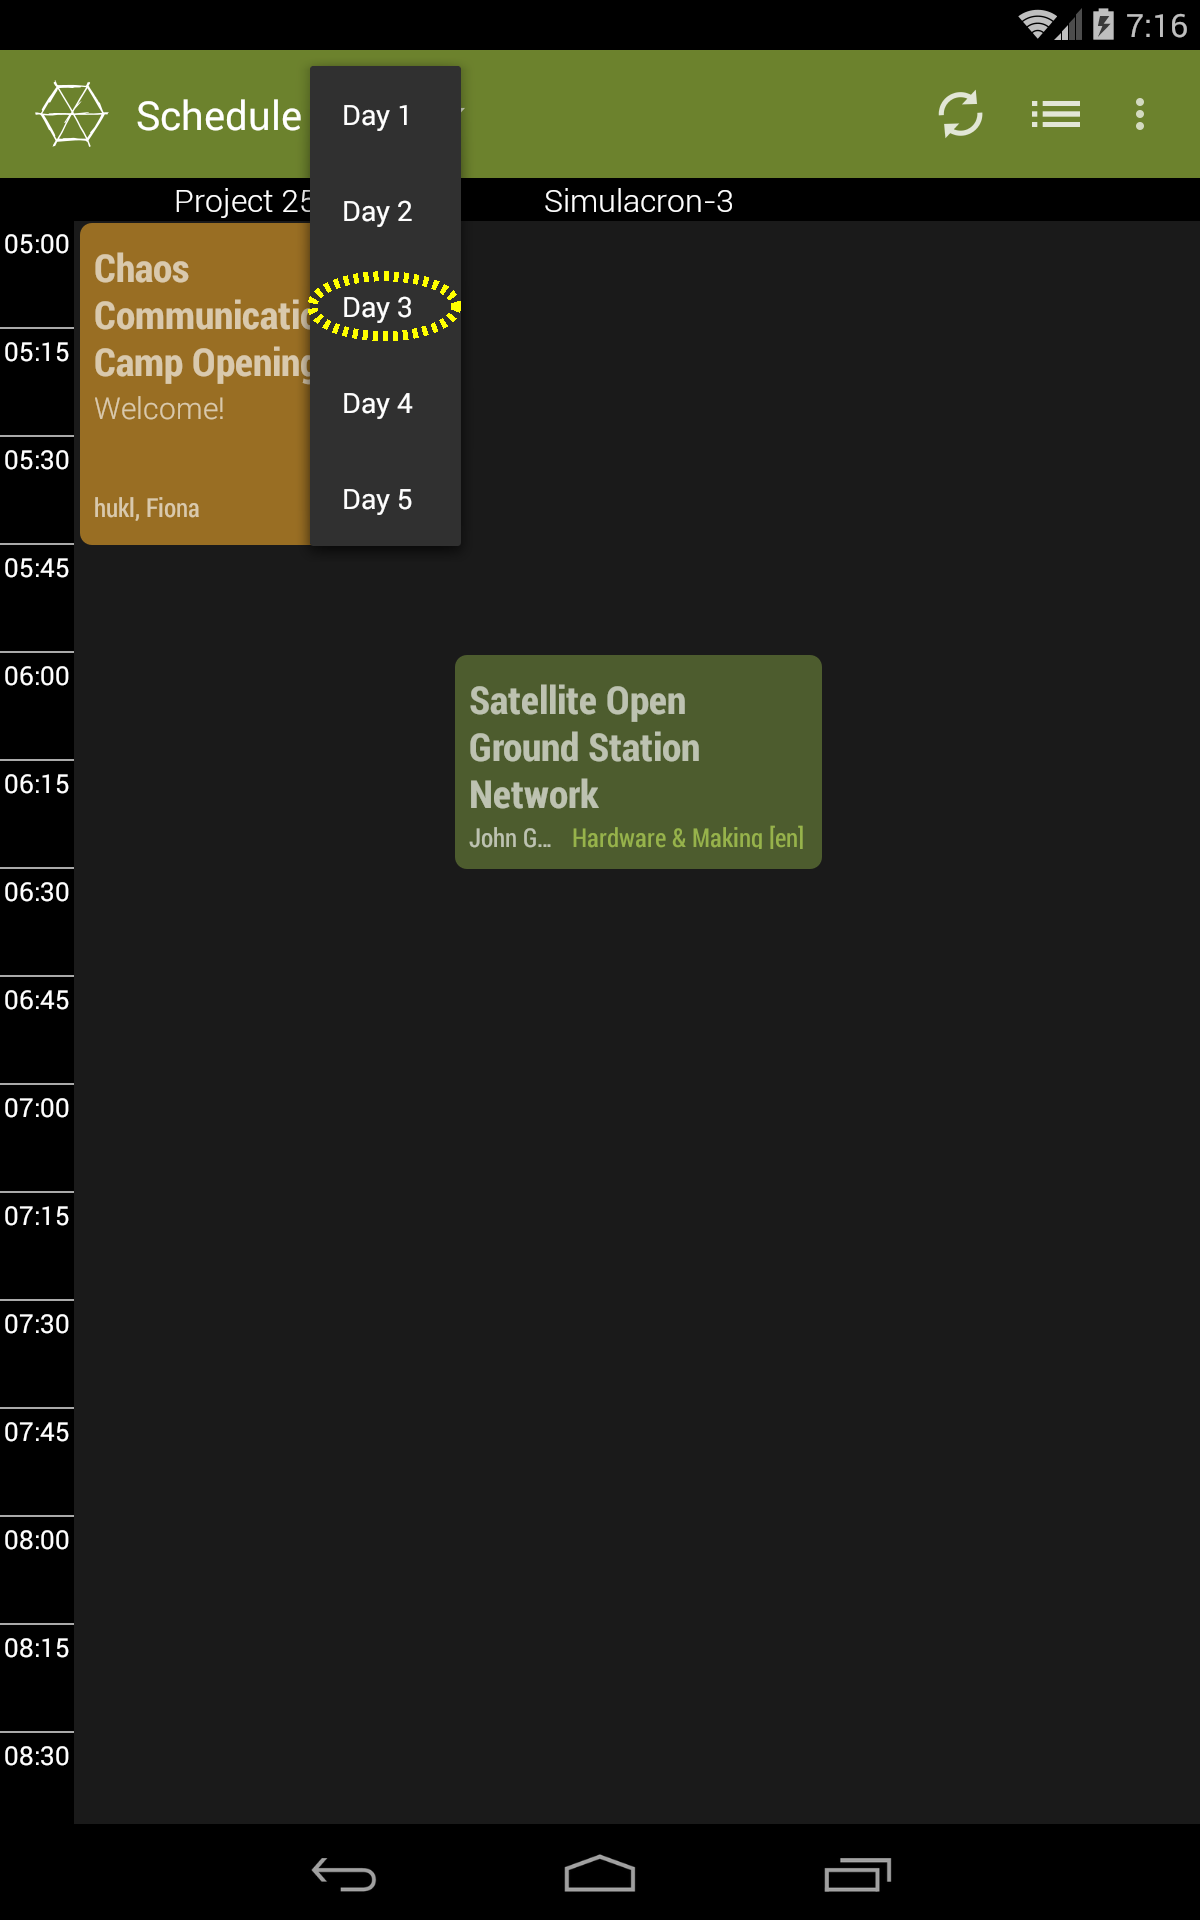 7:16
Schedule
Day 1
Day 2
Day 3
Day 4
Day 5
Project 25
Simulacron-3
05:00
05:15
05:30
05:45
06:00
06:15
06:30
06:45
07:00
07:15
07:30
07:45
08:00
08:15
08:30
Chaos
Communicatio
Camp Opening
Welcome!
hukl, Fiona
Satellite Open
Ground Station
Network
John G... Hardware & Making [en]